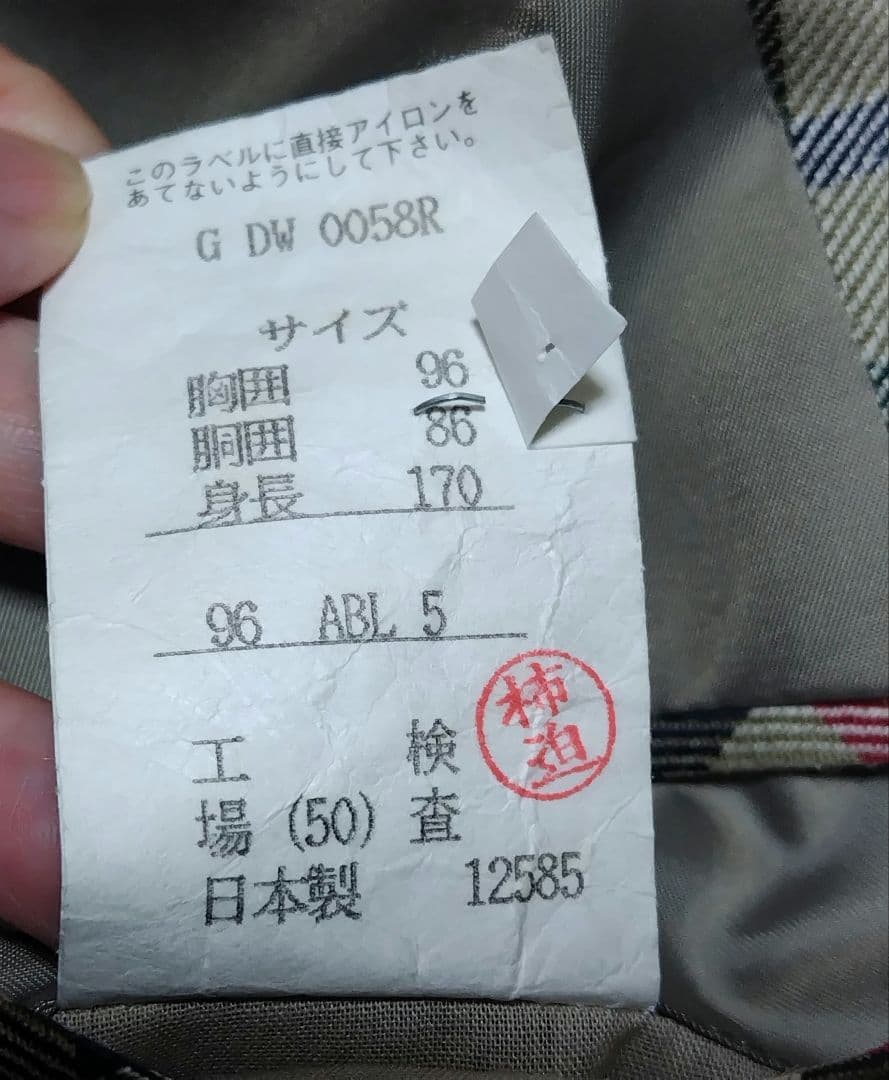 このラベルに直接アイロンを
あてないようにして下さい。
G DW 0058R
サイズ
胸囲 96
胴囲 86
身長 170
96 ABL 5
工 検
場 (50) 査
柿迫
日本製 12585